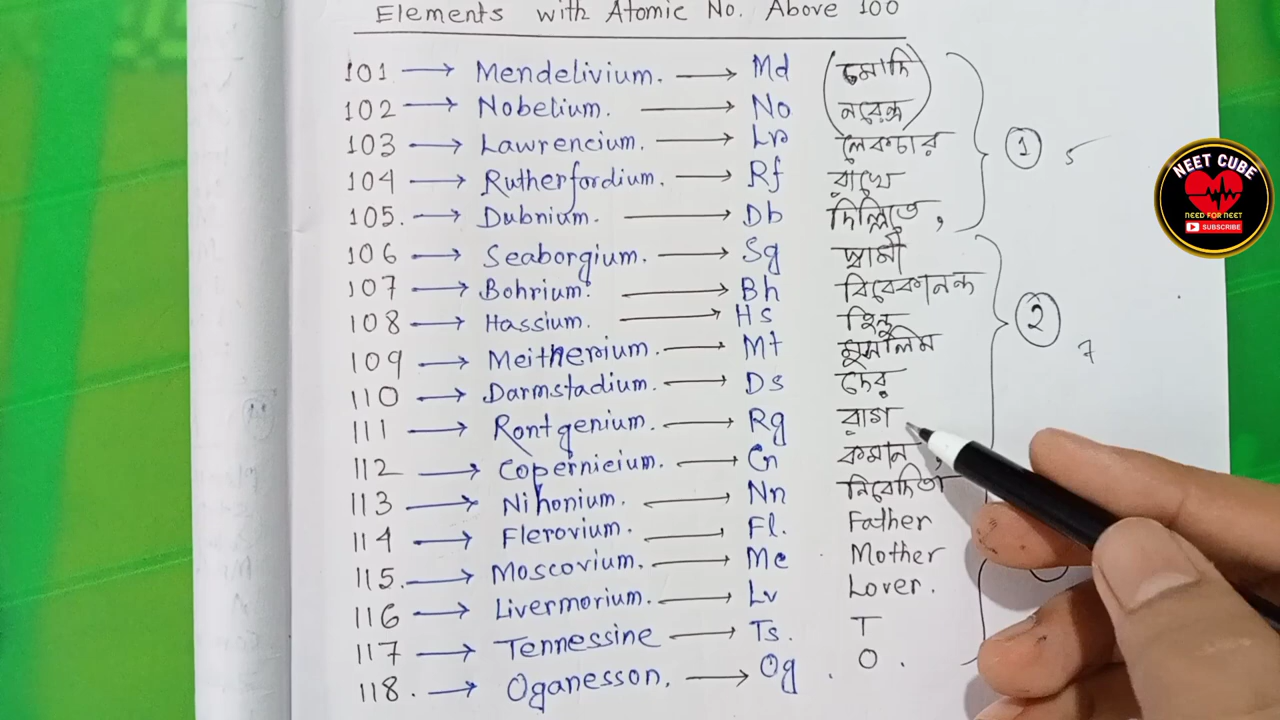 Elements with Atomic No. Above 100
101 → Mendelivium. → Md (মোদি
102 → Nobelium. → No নরেন্দ্র)
103 → Lawrencium. → Lr লেকচার
104 → Rutherfordium. → Rf রাখে
105. → Dubnium. → Db দিল্লিতে,
1 5
106 → Seaborgium. → Sg স্বামী
107 → Bohrium. → Bh বিবেকানন্দ
108 → Hassium. → Hs হিন্দু
109 → Meitherium. → Mt মুসলিম
110 → Darmstadium. → Ds দের
111 → Rontgenium. → Rg রাগ
112 → Copernicium. → Cn কমান,
2 7
113 → Nihonium. → Nn নিবেদিতা
114 → Flerovium. → Fl. Father
115. → Moscovium. → Mc Mother
116 → Livermorium. → Lv Lover.
117 → Tennessine → Ts. T
118. → Oganesson. → Og. O.
NEET CUBE
NEED FOR NEET
SUBSCRIBE